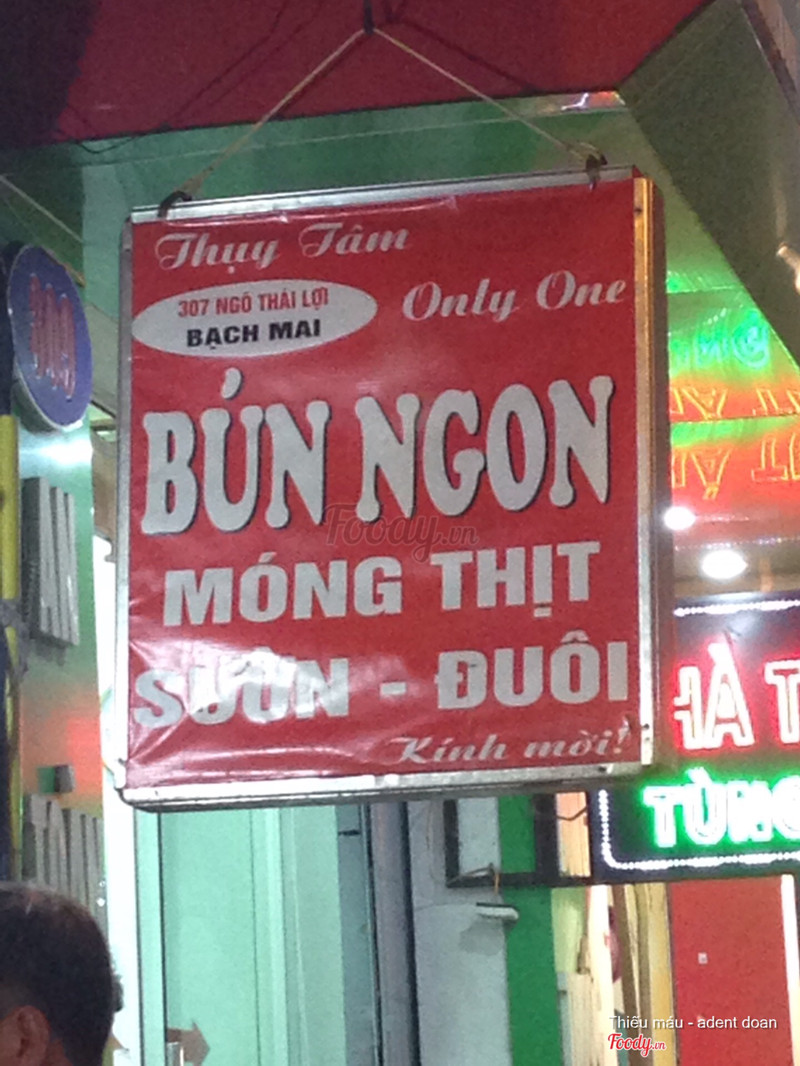 Thụy Tâm
Only One
307 NGÕ THÁI LỢI
BẠCH MAI
BÚN NGON
MÓNG THỊT
SƯỜN - ĐUÔI
Kính mời!
Foody.vn
TÙNG
Thiếu máu - adent doan
Foody.vn